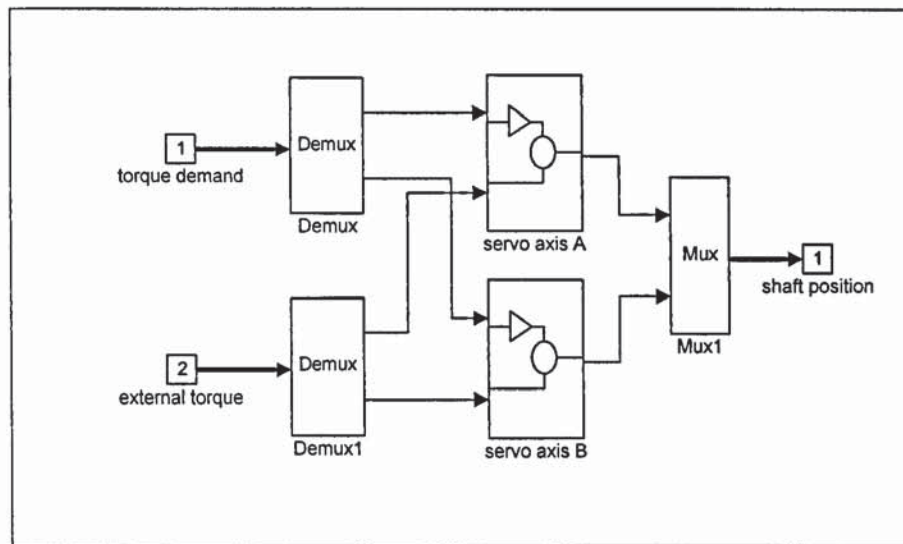 1
torque demand
Demux
Demux
servo axis A
Mux
Mux1
1
shaft position
2
external torque
Demux
Demux1
servo axis B